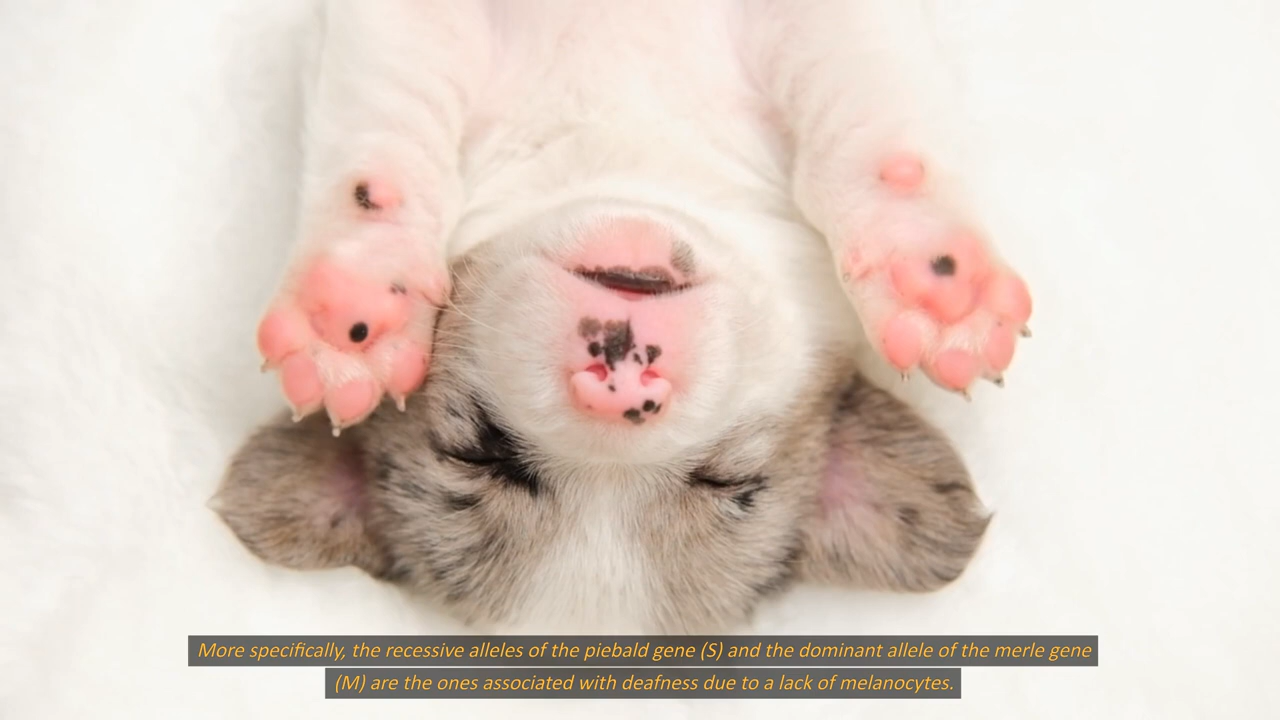 More specifically, the recessive alleles of the piebald gene (S) and the dominant allele of the merle gene
(M) are the ones associated with deafness due to a lack of melanocytes.